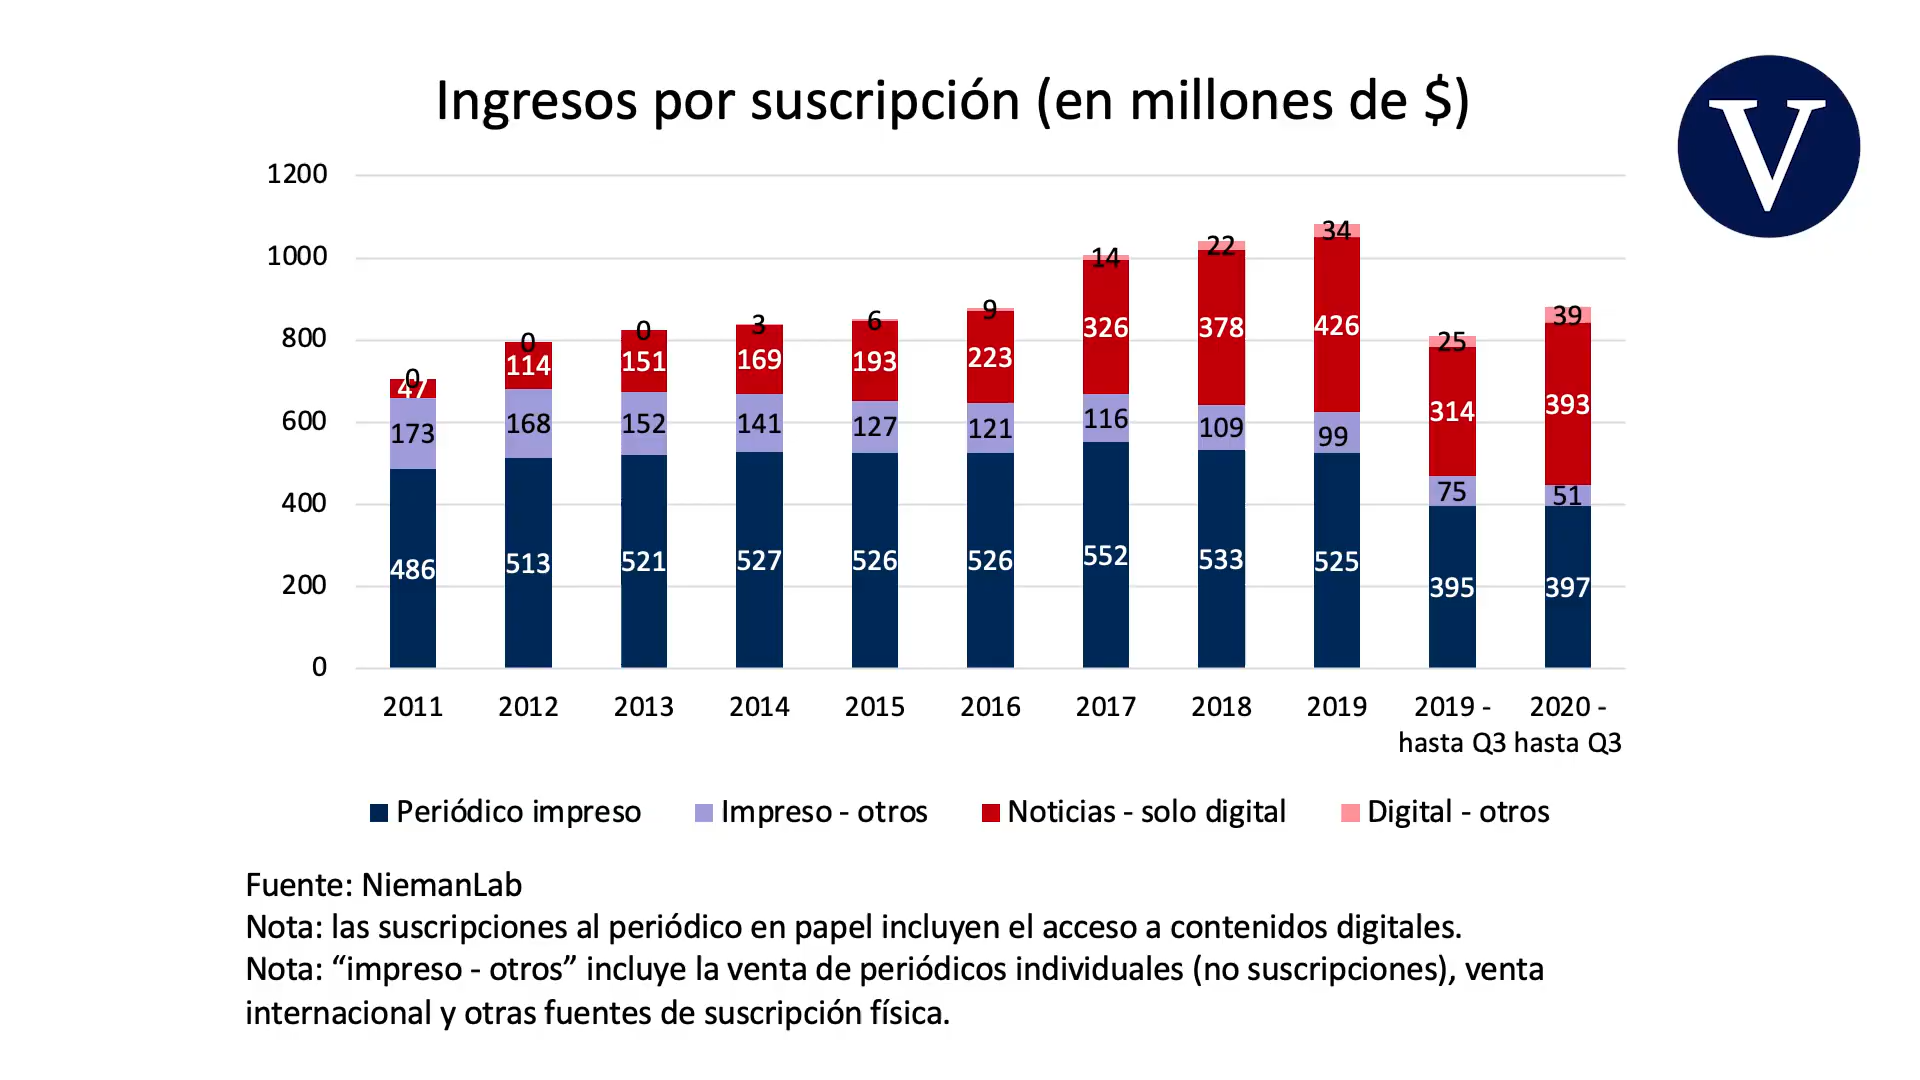 Ingresos por suscripción (en millones de $)
V
1200
1000
800
600
400
200
0
0 0 0 3 6 9 14 22 34 25 39
47 114 151 169 193 223 326 378 426 314 393
173 168 152 141 127 121 116 109 99 75 51
486 513 521 527 526 526 552 533 525 395 397
2011 2012 2013 2014 2015 2016 2017 2018 2019 2019 - 2020 -
hasta Q3 hasta Q3
Periódico impreso Impreso - otros Noticias - solo digital Digital - otros
Fuente: NiemanLab
Nota: las suscripciones al periódico en papel incluyen el acceso a contenidos digitales.
Nota: “impreso - otros” incluye la venta de periódicos individuales (no suscripciones), venta
internacional y otras fuentes de suscripción física.